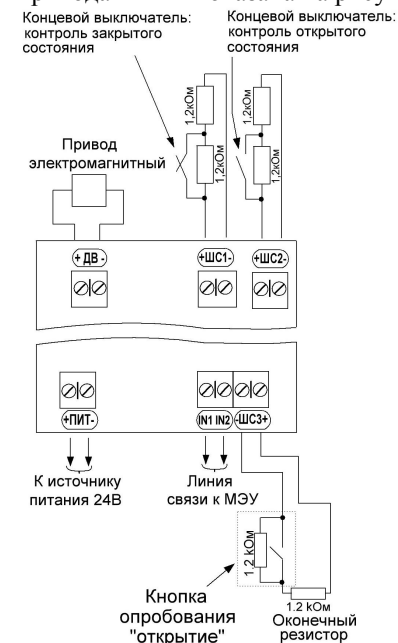 Концевой выключатель:
контроль закрытого
состояния
Концевой выключатель:
контроль открытого
состояния
1,2кОм
1,2кОм
1,2кОм
1,2кОм
Привод
электромагнитный
+ ДВ -
+ШС1-
+ШС2-
+ПИТ-
IN1 IN2
-ШС3+
К источнику
питания 24В
Линия
связи к МЭУ
1,2 kОм
1.2 kОм
Кнопка
опробования
"открытие"
Оконечный
резистор